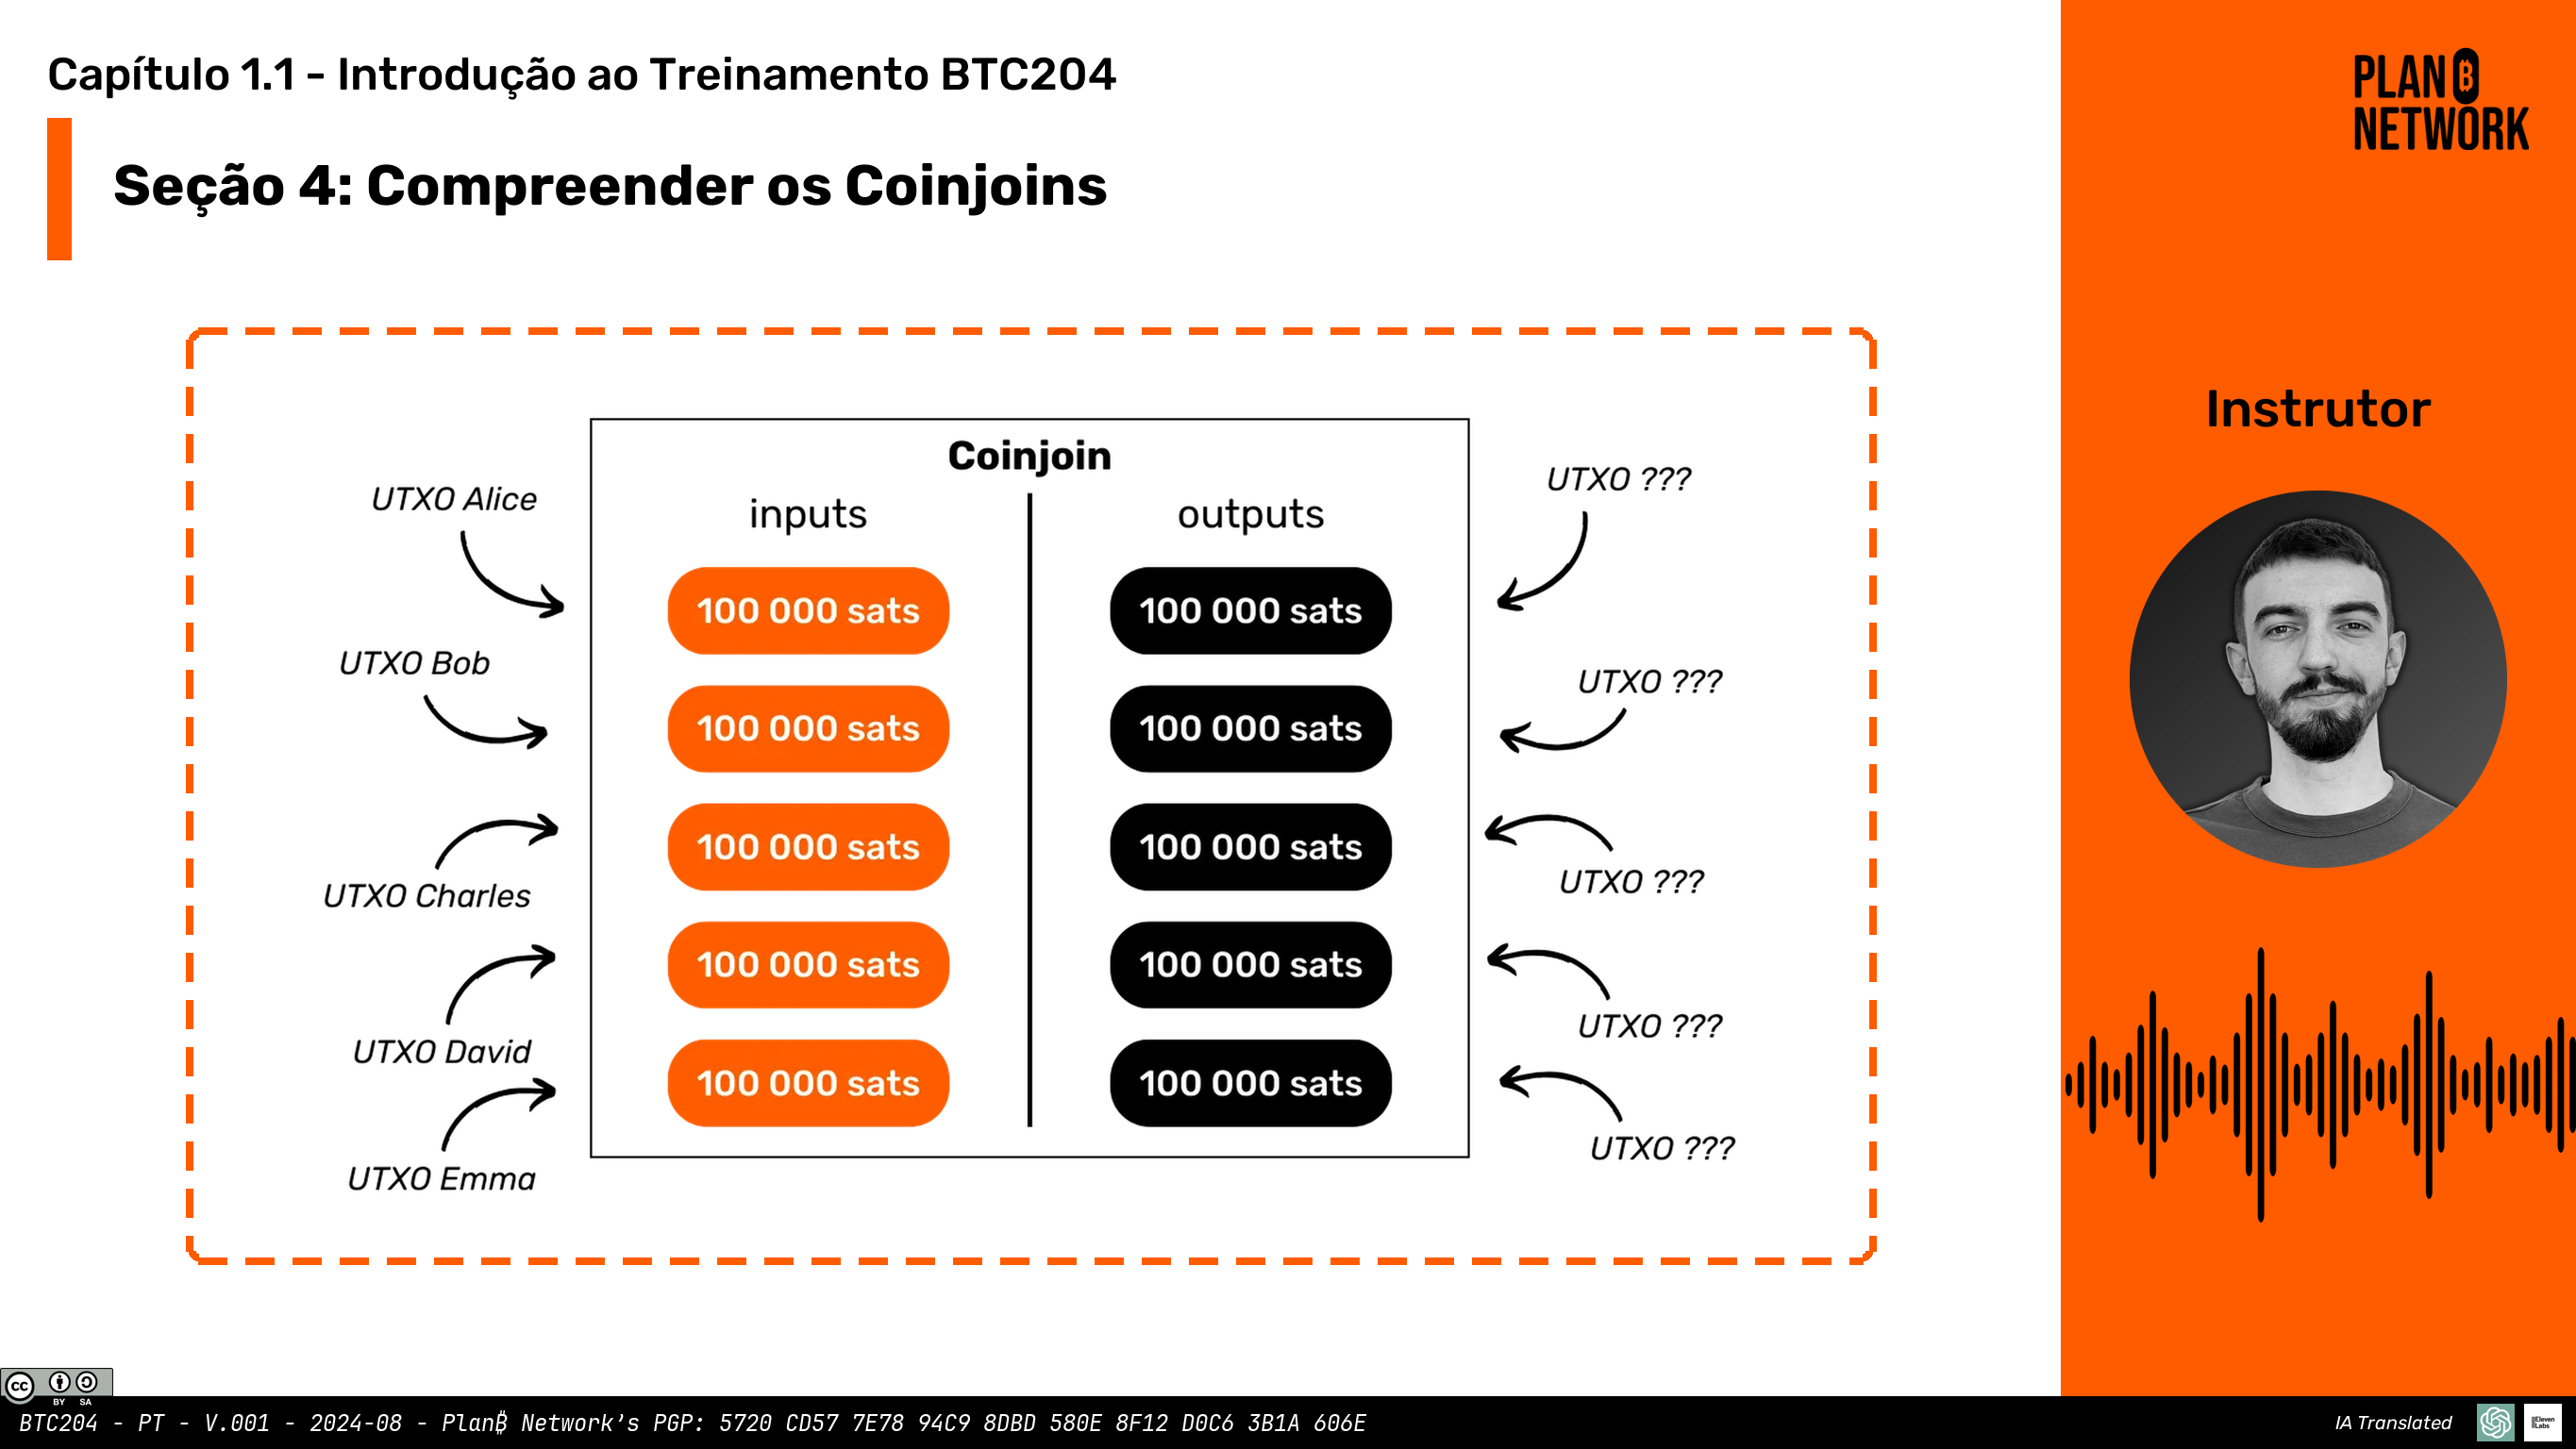 Capítulo 1.1 - Introdução ao Treinamento BTC204
Seção 4: Compreender os Coinjoins
PLAN B
NETWORK
Instrutor
Coinjoin
inputs
outputs
UTXO Alice
UTXO Bob
UTXO Charles
UTXO David
UTXO Emma
100 000 sats
100 000 sats
100 000 sats
100 000 sats
100 000 sats
100 000 sats
100 000 sats
100 000 sats
100 000 sats
100 000 sats
UTXO ???
UTXO ???
UTXO ???
UTXO ???
UTXO ???
cc BY SA
BTC204 - PT - V.001 - 2024-08 - Plan₿ Network's PGP: 5720 CD57 7E78 94C9 8DBD 580E 8F12 D0C6 3B1A 606E
IA Translated
IIEleven Labs